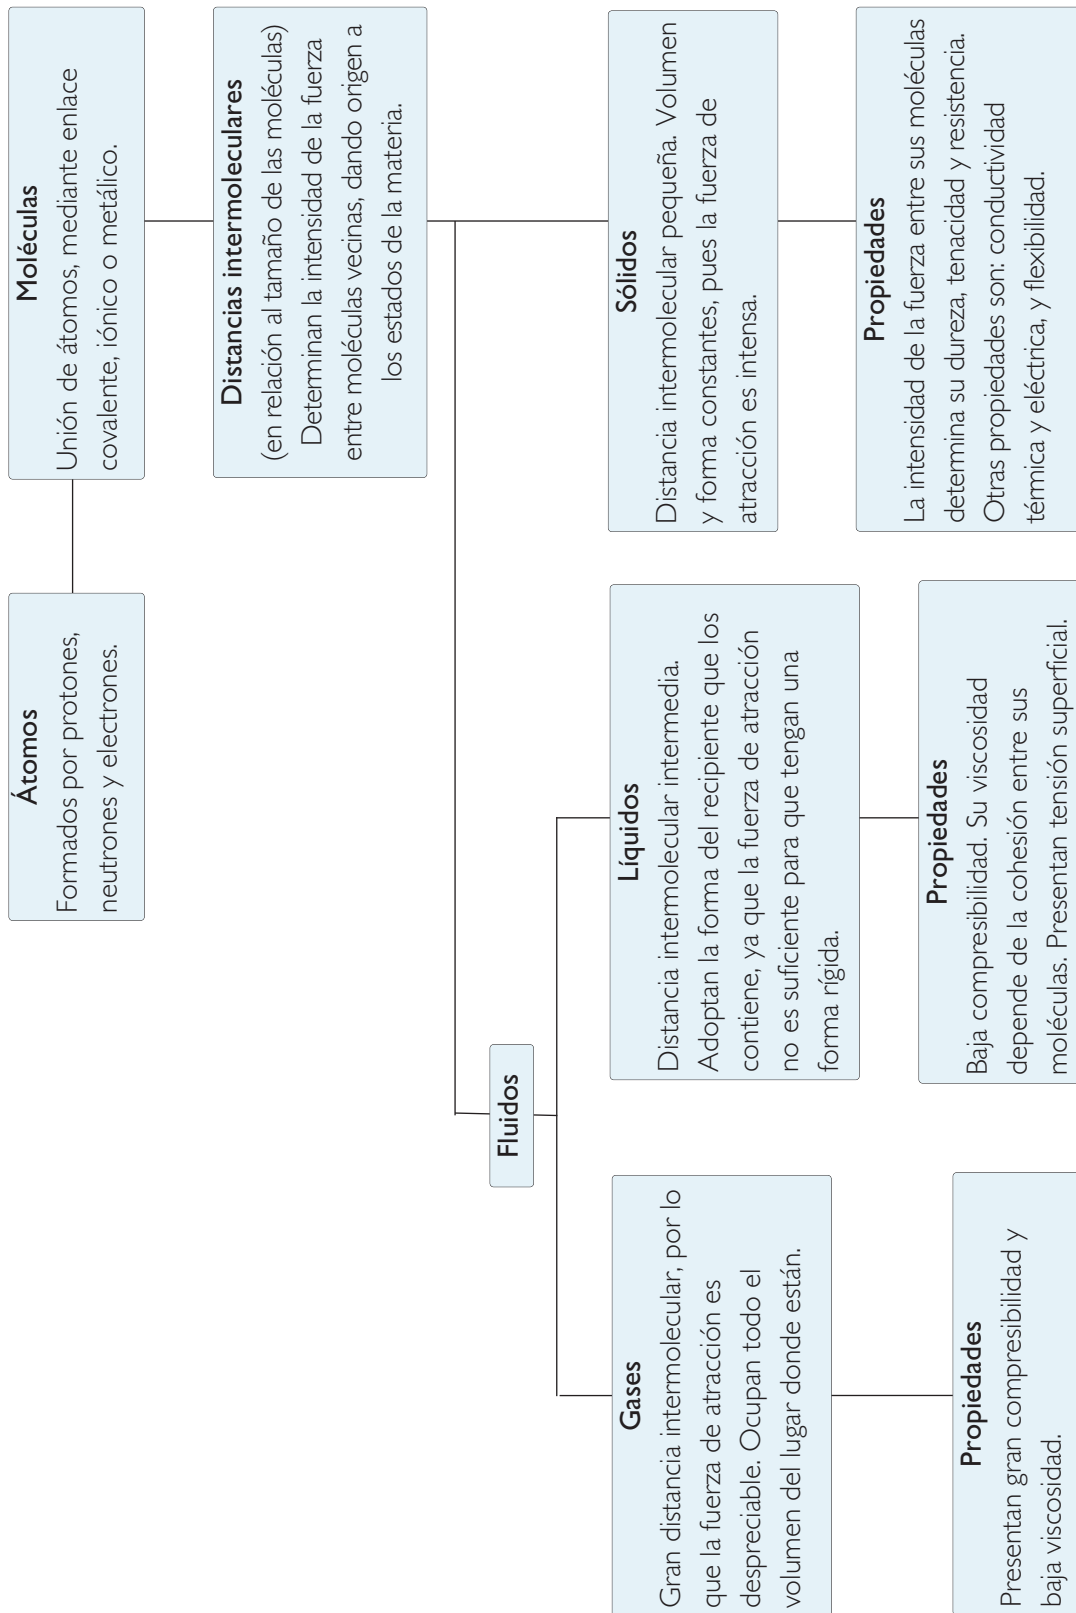 Átomos
Formados por protones,
neutrones y electrones.
Moléculas
Unión de átomos, mediante enlace
covalente, iónico o metálico.
Distancias intermoleculares
(en relación al tamaño de las moléculas)
Determinan la intensidad de la fuerza
entre moléculas vecinas, dando origen a
los estados de la materia.
Fluidos
Gases
Gran distancia intermolecular, por lo
que la fuerza de atracción es
despreciable. Ocupan todo el
volumen del lugar donde están.
Propiedades
Presentan gran compresibilidad y
baja viscosidad.
Líquidos
Distancia intermolecular intermedia.
Adoptan la forma del recipiente que los
contiene, ya que la fuerza de atracción
no es suficiente para que tengan una
forma rígida.
Propiedades
Baja compresibilidad. Su viscosidad
depende de la cohesión entre sus
moléculas. Presentan tensión superficial.
Sólidos
Distancia intermolecular pequeña. Volumen
y forma constantes, pues la fuerza de
atracción es intensa.
Propiedades
La intensidad de la fuerza entre sus moléculas
determina su dureza, tenacidad y resistencia.
Otras propiedades son: conductividad
térmica y eléctrica, y flexibilidad.